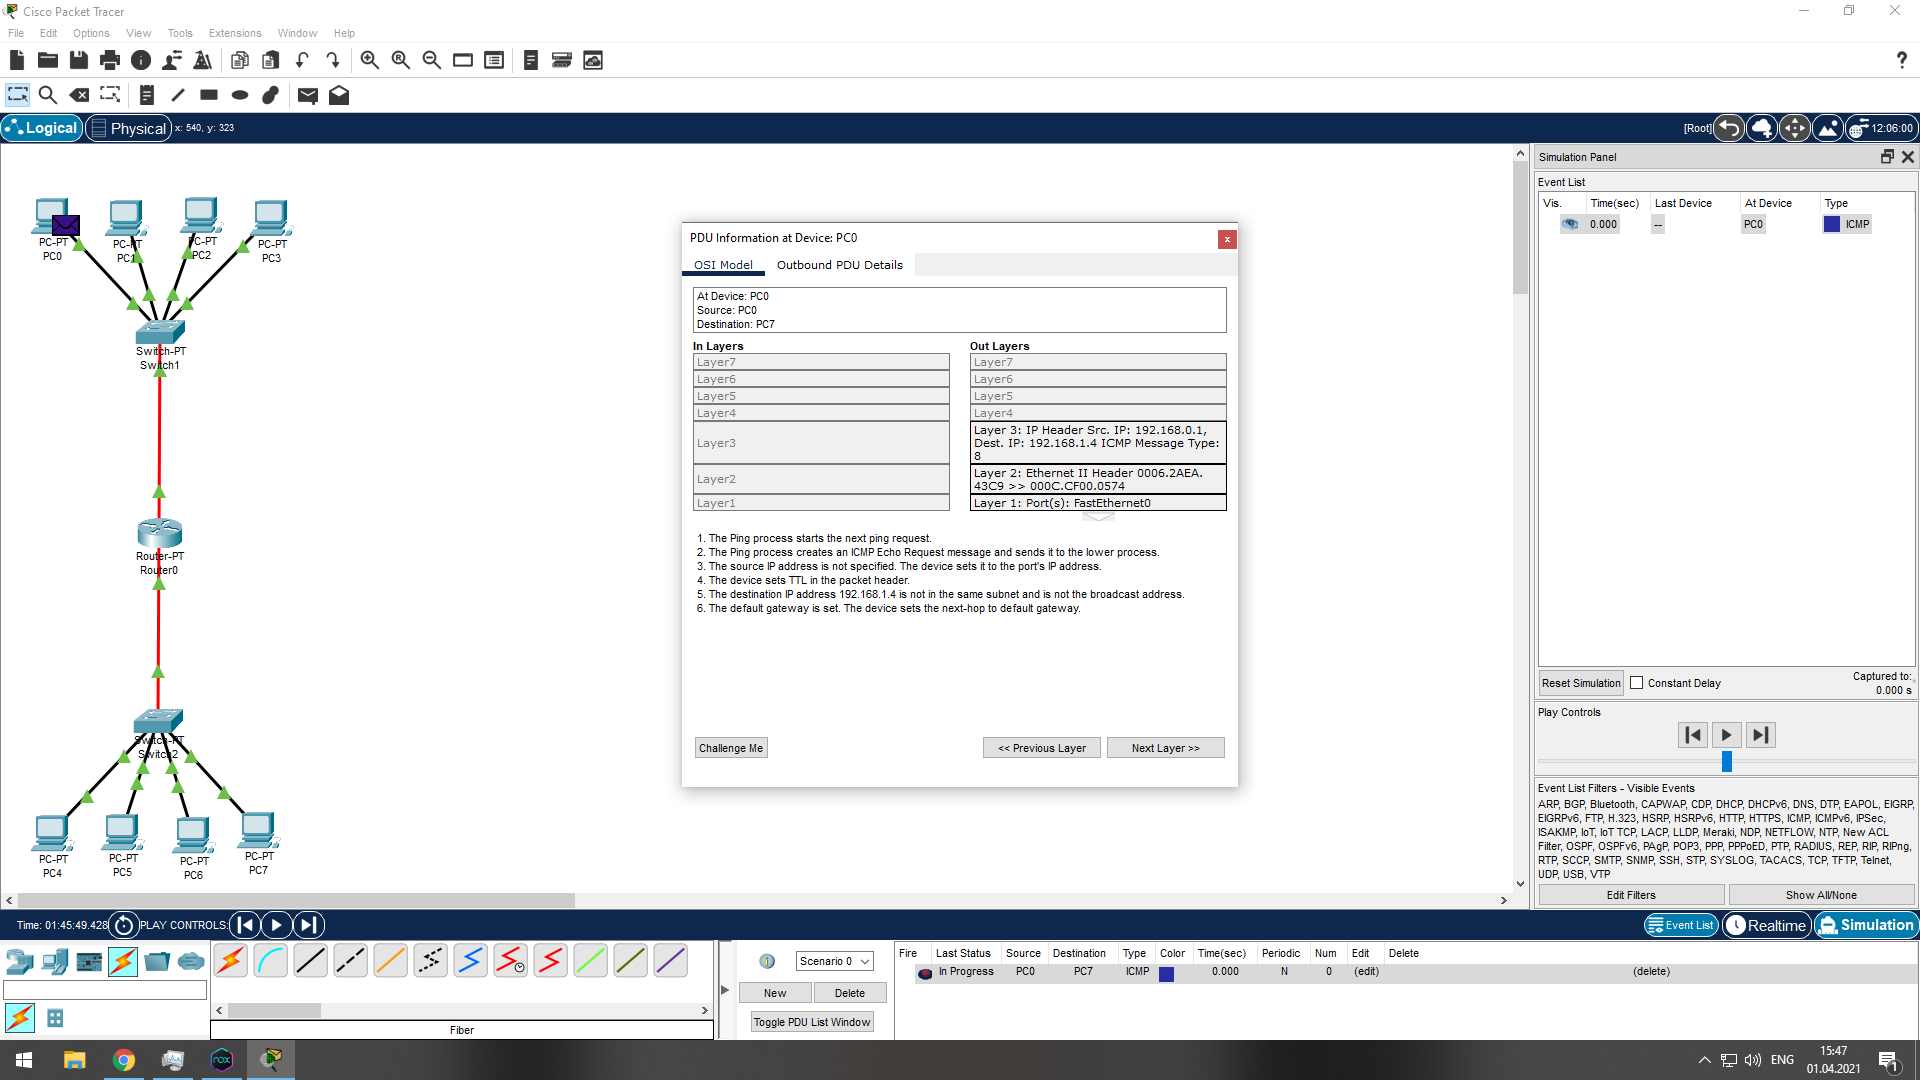 Cisco Packet Tracer
File Edit Options View Tools Extensions Window Help
Logical Physical x: 540, y: 323 [Root] 12:06:00
PC-PT
PC0
PC-PT
PC1
PC-PT
PC2
PC-PT
PC3
Switch-PT
Switch1
Router-PT
Router0
Switch-PT
Switch2
PC-PT
PC4
PC-PT
PC5
PC-PT
PC6
PC-PT
PC7
PDU Information at Device: PC0
OSI Model Outbound PDU Details
At Device: PC0
Source: PC0
Destination: PC7
In Layers
Layer7
Layer6
Layer5
Layer4
Layer3
Layer2
Layer1
Out Layers
Layer7
Layer6
Layer5
Layer4
Layer 3: IP Header Src. IP: 192.168.0.1,
Dest. IP: 192.168.1.4 ICMP Message Type:
8
Layer 2: Ethernet II Header 0006.2AEA.
43C9 >> 000C.CF00.0574
Layer 1: Port(s): FastEthernet0
1. The Ping process starts the next ping request.
2. The Ping process creates an ICMP Echo Request message and sends it to the lower process.
3. The source IP address is not specified. The device sets it to the port's IP address.
4. The device sets TTL in the packet header.
5. The destination IP address 192.168.1.4 is not in the same subnet and is not the broadcast address.
6. The default gateway is set. The device sets the next-hop to default gateway.
Challenge Me << Previous Layer Next Layer >>
Simulation Panel
Event List
Vis. Time(sec) Last Device At Device Type
0.000 -- PC0 ICMP
Reset Simulation Constant Delay
Captured to:
0.000 s
Play Controls
Event List Filters - Visible Events
ARP, BGP, Bluetooth, CAPWAP, CDP, DHCP, DHCPv6, DNS, DTP, EAPOL, EIGRP,
EIGRPv6, FTP, H.323, HSRP, HSRPv6, HTTP, HTTPS, ICMP, ICMPv6, IPSec,
ISAKMP, IoT, IoT TCP, LACP, LLDP, Meraki, NDP, NETFLOW, NTP, New ACL
Filter, OSPF, OSPFv6, PAgP, POP3, PPP, PPPoED, PTP, RADIUS, REP, RIP, RIPng,
RTP, SCCP, SMTP, SNMP, SSH, STP, SYSLOG, TACACS, TCP, TFTP, Telnet,
UDP, USB, VTP
Edit Filters Show All/None
Time: 01:45:49.428 PLAY CONTROLS: Event List Realtime Simulation
Fiber
Scenario 0
New Delete
Toggle PDU List Window
Fire Last Status Source Destination Type Color Time(sec) Periodic Num Edit Delete
In Progress PC0 PC7 ICMP 0.000 N 0 (edit) (delete)
nox
ENG
15:47
01.04.2021
1